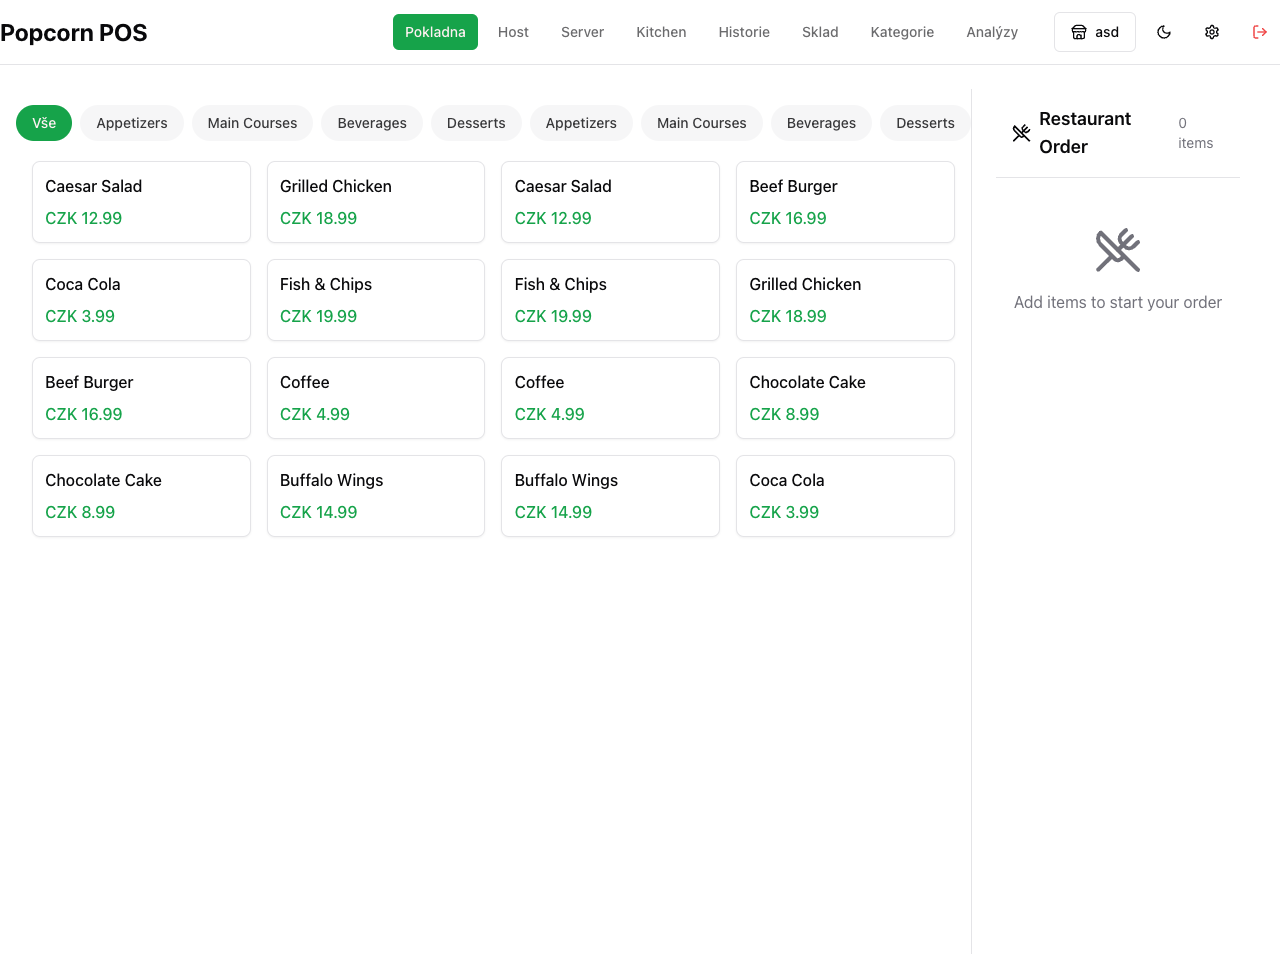 Popcorn POS
Pokladna Host Server Kitchen Historie Sklad Kategorie Analýzy asd
Vše Appetizers Main Courses Beverages Desserts Appetizers Main Courses Beverages Desserts
Caesar Salad Grilled Chicken Caesar Salad Beef Burger
CZK 12.99 CZK 18.99 CZK 12.99 CZK 16.99
Coca Cola Fish & Chips Fish & Chips Grilled Chicken
CZK 3.99 CZK 19.99 CZK 19.99 CZK 18.99
Beef Burger Coffee Coffee Chocolate Cake
CZK 16.99 CZK 4.99 CZK 4.99 CZK 8.99
Chocolate Cake Buffalo Wings Buffalo Wings Coca Cola
CZK 8.99 CZK 14.99 CZK 14.99 CZK 3.99
Restaurant
Order
0
items
Add items to start your order